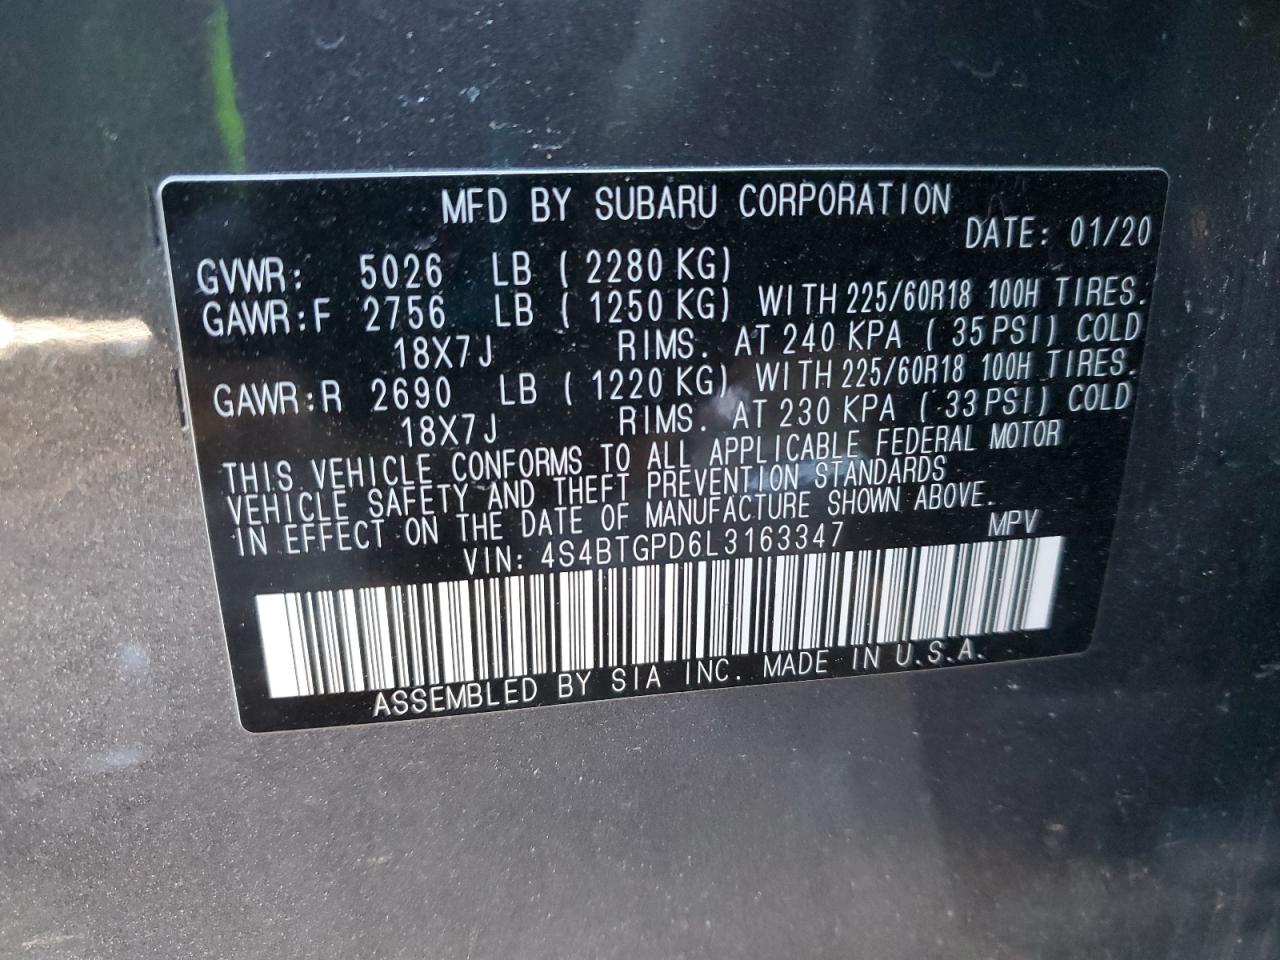 MFD BY SUBARU CORPORATION
DATE: 01/20
GVWR: 5026 LB ( 2280 KG)
GAWR:F 2756 LB ( 1250 KG) WITH 225/60R18 100H TIRES.
18X7J RIMS. AT 240 KPA ( 35 PSI) COLD
GAWR:R 2690 LB ( 1220 KG) WITH 225/60R18 100H TIRES.
18X7J RIMS. AT 230 KPA ( 33 PSI) COLD
THIS VEHICLE CONFORMS TO ALL APPLICABLE FEDERAL MOTOR
VEHICLE SAFETY AND THEFT PREVENTION STANDARDS
IN EFFECT ON THE DATE OF MANUFACTURE SHOWN ABOVE.
VIN: 4S4BTGPD6L3163347 MPV
ASSEMBLED BY SIA INC. MADE IN U.S.A.